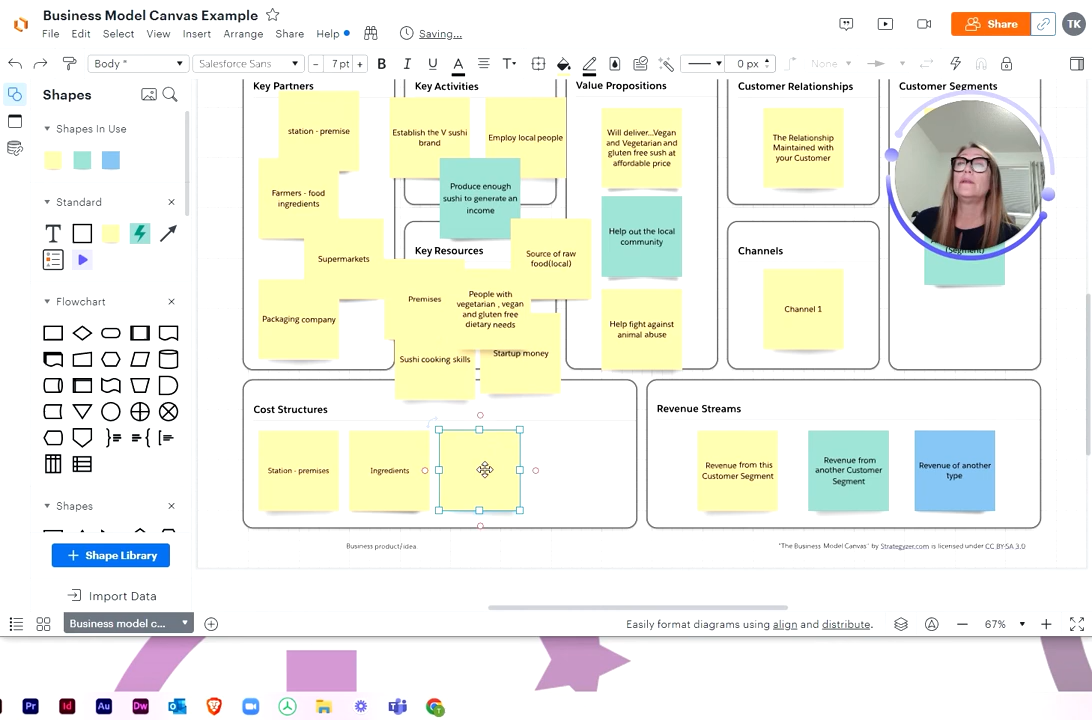 Business Model Canvas Example
File Edit Select View Insert Arrange Share Help
Saving...
Share
TK
Body *
Salesforce Sans
7 pt
B I U A
0 px
None
Shapes
Shapes In Use
Standard
Flowchart
Shapes
Shape Library
Import Data
Key Partners
station - premise
Farmers - food
ingredients
Supermarkets
Packaging company
Key Activities
Establish the V sushi
brand
Employ local people
Produce enough
sushi to generate an
income
Key Resources
Source of raw
food(local)
Premises
People with
vegetarian , vegan
and gluten free
dietary needs
Sushi cooking skills
Startup money
Value Propositions
Will deliver...Vegan
and Vegetarian and
gluten free sush at
affordable price
Help out the local
community
Help fight against
animal abuse
Customer Relationships
The Relationship
Maintained with
your Customer
Channels
Channel 1
Customer Segments
(Segment)
Cost Structures
Station - premises
Ingredients
Revenue Streams
Revenue from this
Customer Segment
Revenue from
another Customer
Segment
Revenue of another
type
Business product/idea
"The Business Model Canvas" by Strategyzer.com is licensed under CC BY-SA 3.0
Business model c...
Easily format diagrams using align and distribute.
67%
Pr Id Au Dw